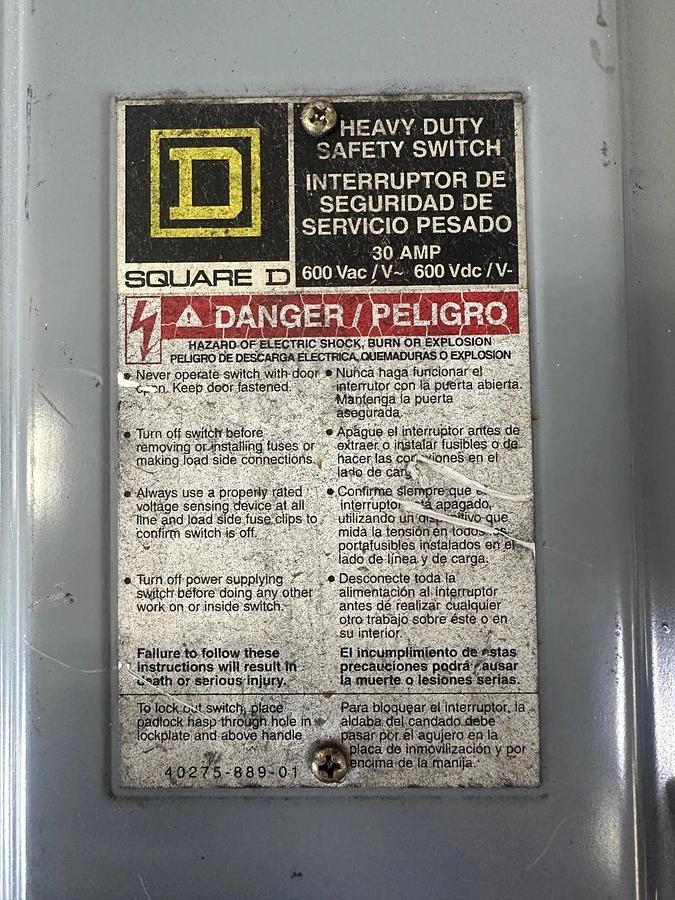 D
SQUARE D
HEAVY DUTY
SAFETY SWITCH
INTERRUPTOR DE
SEGURIDAD DE
SERVICIO PESADO
30 AMP
600 Vac / V~ 600 Vdc / V-
DANGER / PELIGRO
HAZARD OF ELECTRIC SHOCK, BURN OR EXPLOSION
PELIGRO DE DESCARGA ELECTRICA, QUEMADURAS O EXPLOSION
• Never operate switch with door
open. Keep door fastened.
• Turn off switch before
removing or installing fuses or
making load side connections.
• Always use a properly rated
voltage sensing device at all
line and load side fuse clips to
confirm switch is off.
• Turn off power supplying
switch before doing any other
work on or inside switch.
Failure to follow these
instructions will result in
death or serious injury.
• Nunca haga funcionar el
interrutor con la puerta abierta.
Mantenga la puerta
asegurada.
• Apague el interruptor antes de
extraer o instalar fusibles o de
hacer las conexiones en el
lado de carga
• Confirme siempre que el
interruptor está apagado,
utilizando un dispositivo que
mida la tensión en todos los
portafusibles instalados en el
lado de línea y de carga.
• Desconecte toda la
alimentación al interruptor
antes de realizar cualquier
otro trabajo sobre éste o en
su interior.
El incumplimiento de estas
precauciones podrá causar
la muerte o lesiones serias.
To lock out switch, place
padlock hasp through hole in
lockplate and above handle
40275-889-01
Para bloquear el interruptor, la
aldaba del candado debe
pasar por el agujero en la
placa de inmovilización y por
encima de la manija.